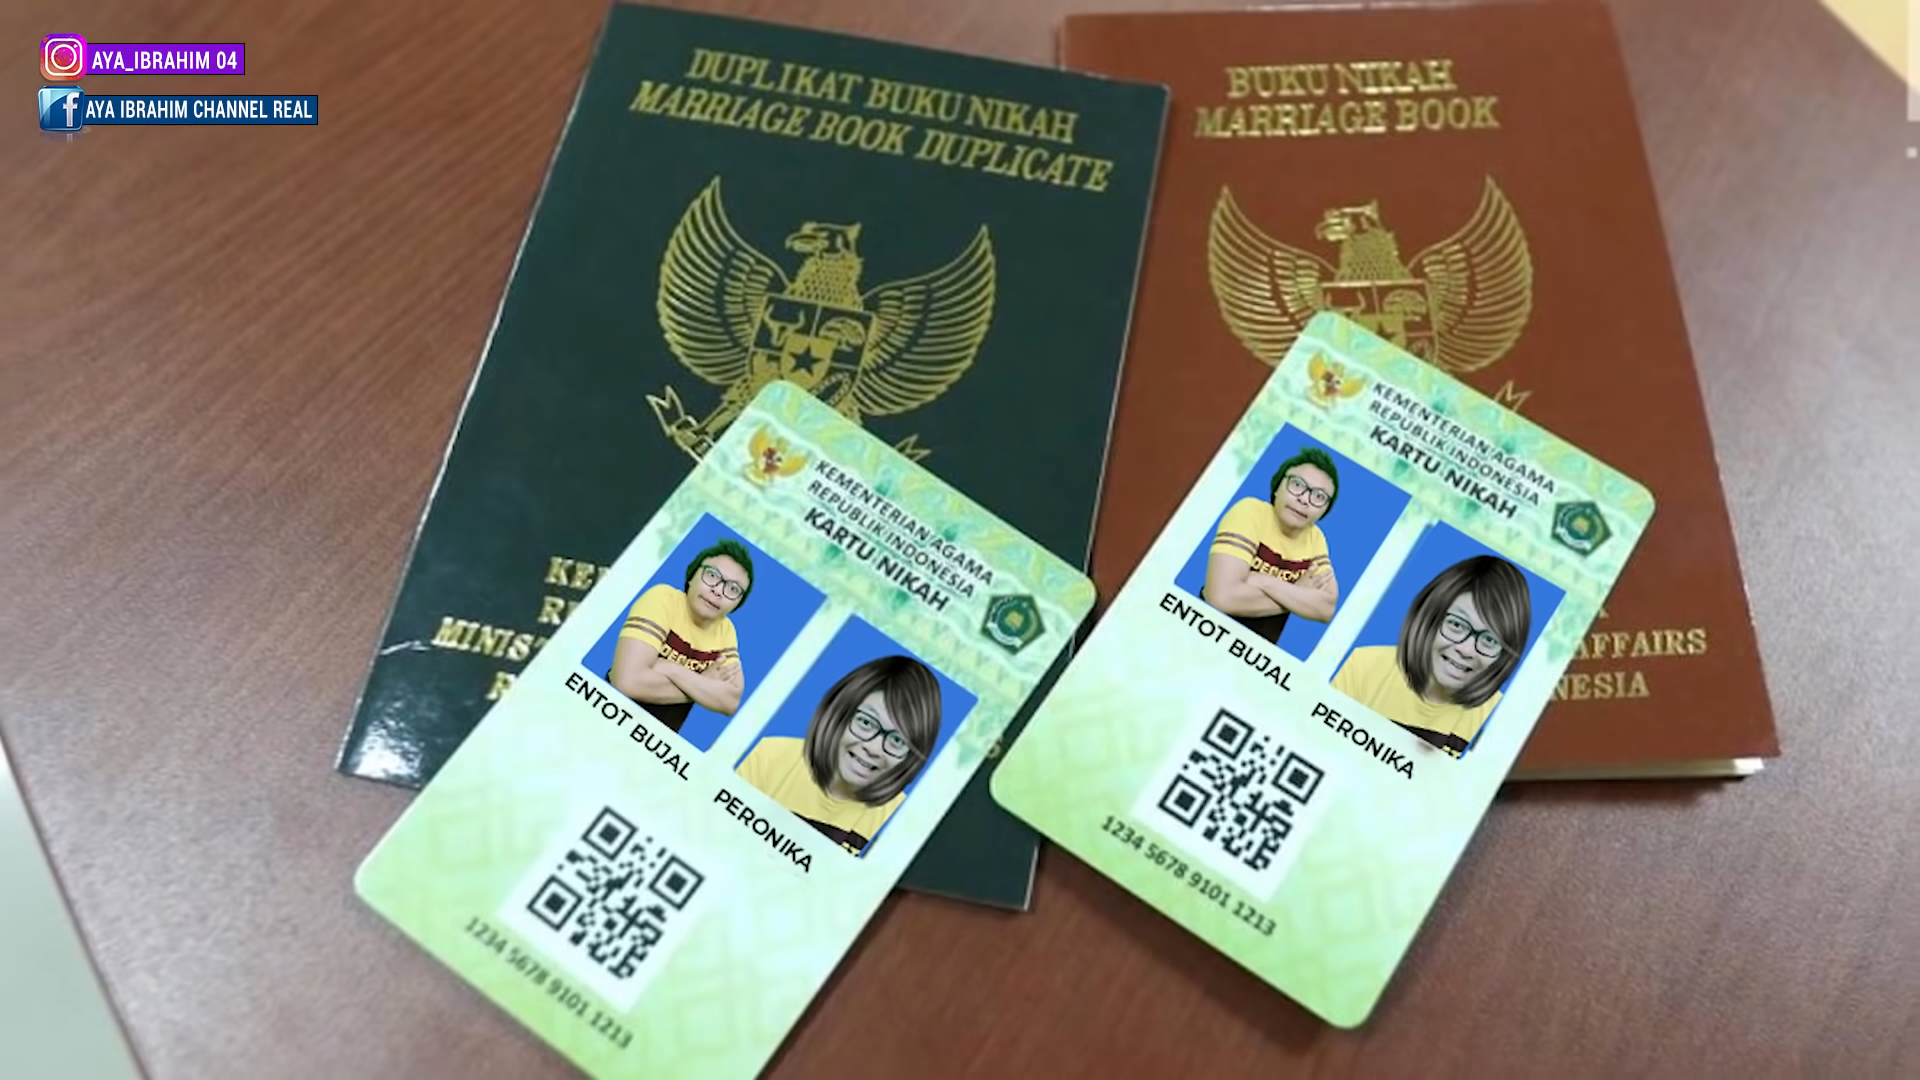 AYA_IBRAHIM 04
AYA IBRAHIM CHANNEL REAL
DUPLIKAT BUKU NIKAH
MARRIAGE BOOK DUPLICATE
BUKU NIKAH
MARRIAGE BOOK
AFFAIRS
KEMENTERIAN AGAMA
REPUBLIK INDONESIA
KARTU NIKAH
ENTOT BUJAL
PERONIKA
1234 5678 9101 1213
KEMENTERIAN AGAMA
REPUBLIK INDONESIA
KARTU NIKAH
ENTOT BUJAL
PERONIKA
1234 5678 9101 1213